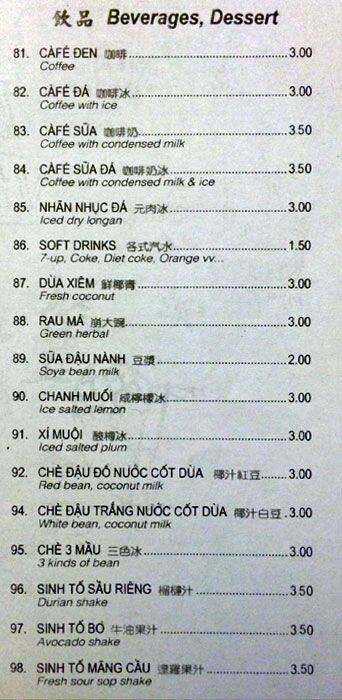 飲品 Beverages, Dessert
81. CÀFÉ ĐEN 咖啡 3.00
Coffee
82. CÀFÉ ĐÁ 咖啡冰 3.00
Coffee with ice
83. CÀFÉ SŨA 咖啡奶 3.50
Coffee with condensed milk
84. CÀFÉ SŨA ĐÁ 咖啡奶冰 3.50
Coffee with condensed milk & ice
85. NHÃN NHỤC ĐÁ 元肉冰 3.00
Iced dry longan
86. SOFT DRINKS 各式汽水 1.50
7-up, Coke, Diet coke, Orange vv...
87. DỪA XIÊM 鮮椰青 3.00
Fresh coconut
88. RAU MÁ 崩大碗 3.00
Green herbal
89. SŨA ĐẬU NÀNH 豆漿 2.00
Soya bean milk
90. CHANH MUỐI 咸檸檬冰 3.00
Ice salted lemon
91. XÍ MUỘI 酸梅冰 3.00
Iced salted plum
92. CHÈ ĐẬU ĐỎ NƯỚC CỐT DỪA 椰汁紅豆 3.00
Red bean, coconut milk
94. CHÈ ĐẬU TRẮNG NƯỚC CỐT DỪA 椰汁白豆 3.00
White bean, coconut milk
95. CHÈ 3 MẦU 三色冰 3.00
3 kinds of bean
96. SINH TỐ SẦU RIÊNG 榴槤汁 3.50
Durian shake
97. SINH TỐ BƠ 牛油果汁 3.50
Avocado shake
98. SINH TỐ MÃNG CẦU 暹羅果汁 3.50
Fresh sour sop shake